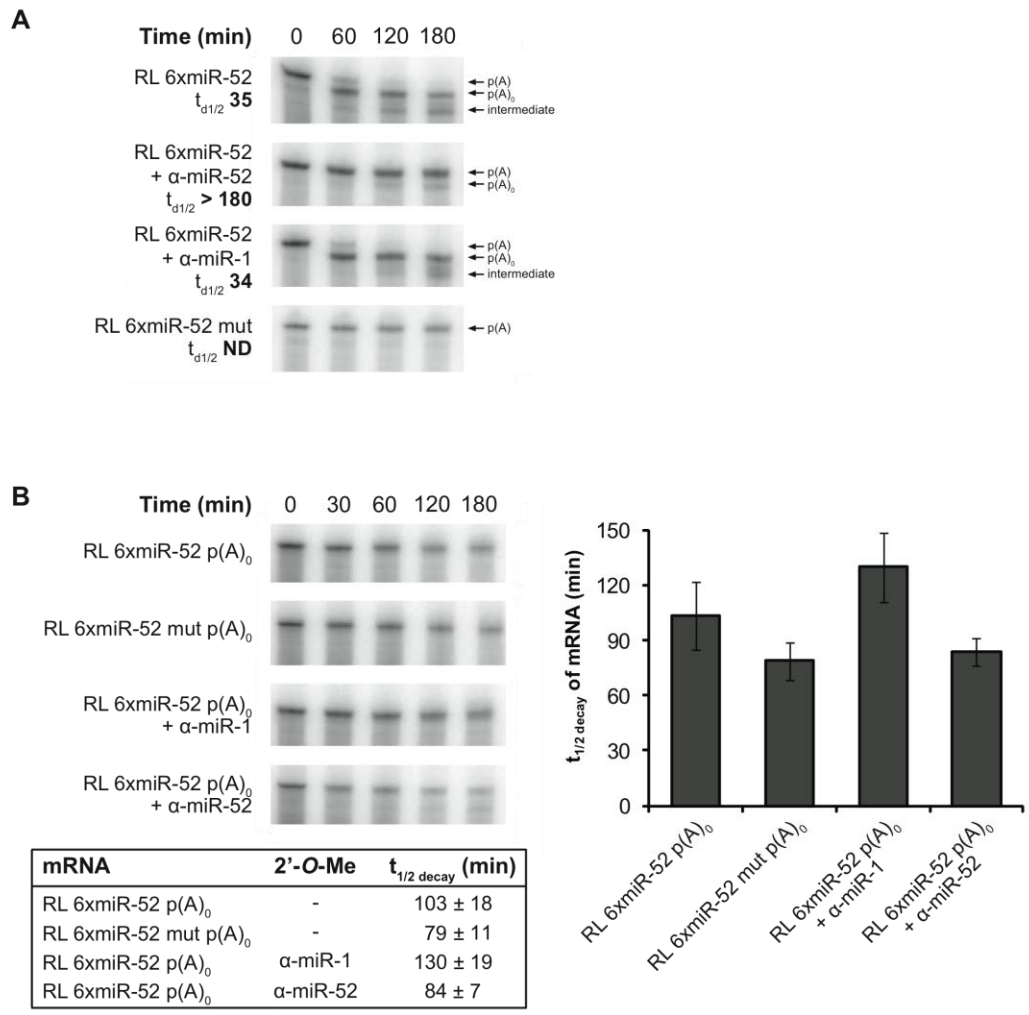 A
Time (min) 0 60 120 180
RL 6xmiR-52
t_d1/2 35
p(A)
p(A)₀
intermediate
RL 6xmiR-52
+ α-miR-52
t_d1/2 > 180
p(A)
p(A)₀
RL 6xmiR-52
+ α-miR-1
t_d1/2 34
p(A)
p(A)₀
intermediate
RL 6xmiR-52 mut
t_d1/2 ND
p(A)
B
Time (min) 0 30 60 120 180
RL 6xmiR-52 p(A)₀
RL 6xmiR-52 mut p(A)₀
RL 6xmiR-52 p(A)₀
+ α-miR-1
RL 6xmiR-52 p(A)₀
+ α-miR-52
mRNA 2'-O-Me t_1/2 decay (min)
RL 6xmiR-52 p(A)₀ - 103 ± 18
RL 6xmiR-52 mut p(A)₀ - 79 ± 11
RL 6xmiR-52 p(A)₀ α-miR-1 130 ± 19
RL 6xmiR-52 p(A)₀ α-miR-52 84 ± 7
t_1/2 decay of mRNA (min)
150
120
90
60
30
0
RL 6xmiR-52 p(A)₀
RL 6xmiR-52 mut p(A)₀
RL 6xmiR-52 p(A)₀
+ α-miR-1
RL 6xmiR-52 p(A)₀
+ α-miR-52